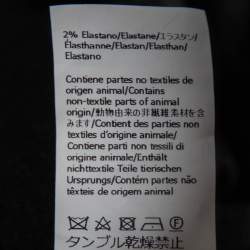 2% Elastano/Elastane/エラスタン/
Élasthanne/Elastan/Elasthan/
Elastano
Contiene partes no textiles de
origen animal/Contains
non-textile parts of animal
origin/動物由来の非繊維素材を含
みます/Contient des parties non
textiles d'origine animale/
Contiene parti non tessili di
origine animale/Enthält
nichttextile Teile tierischen
Ursprungs/Contém partes não
têxteis de origem animal
タンブル乾燥禁止